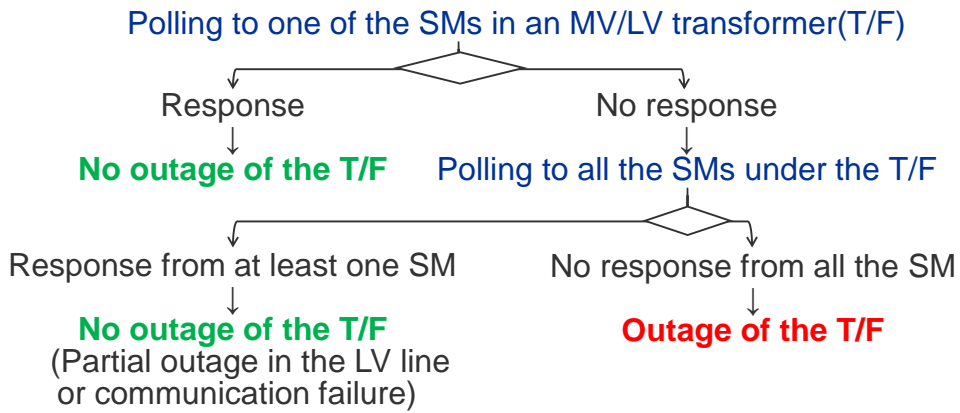 Polling to one of the SMs in an MV/LV transformer(T/F)
Response
No response
No outage of the T/F
Polling to all the SMs under the T/F
Response from at least one SM
No response from all the SM
No outage of the T/F
Outage of the T/F
(Partial outage in the LV line
or communication failure)